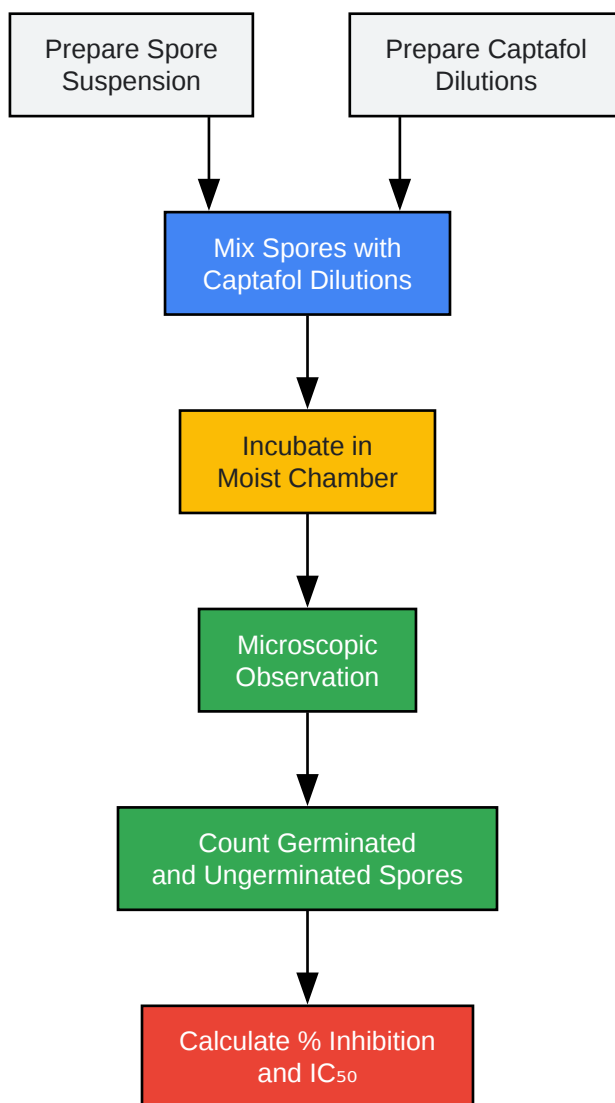 Prepare Spore
Suspension
Prepare Captafol
Dilutions
Mix Spores with
Captafol Dilutions
Incubate in
Moist Chamber
Microscopic
Observation
Count Germinated
and Ungerminated Spores
Calculate % Inhibition
and IC₅₀